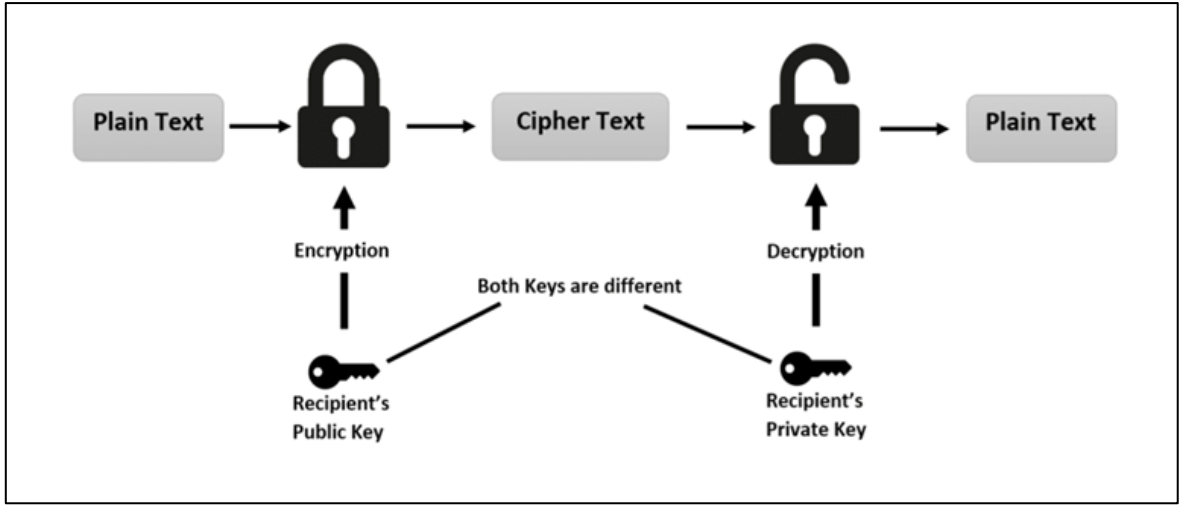 Plain Text
Cipher Text
Plain Text
Encryption
Decryption
Both Keys are different
Recipient's
Public Key
Recipient's
Private Key